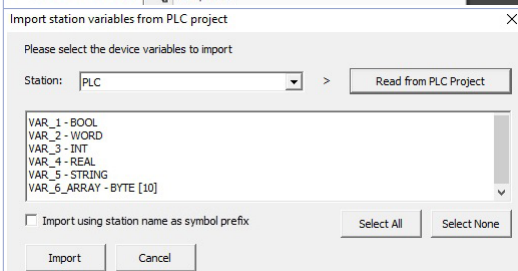 Import station variables from PLC project
Please select the device variables to import
Station: PLC > Read from PLC Project
VAR_1 - BOOL
VAR_2 - WORD
VAR_3 - INT
VAR_4 - REAL
VAR_5 - STRING
VAR_6_ARRAY - BYTE [10]
Import using station name as symbol prefix
Select All Select None
Import Cancel